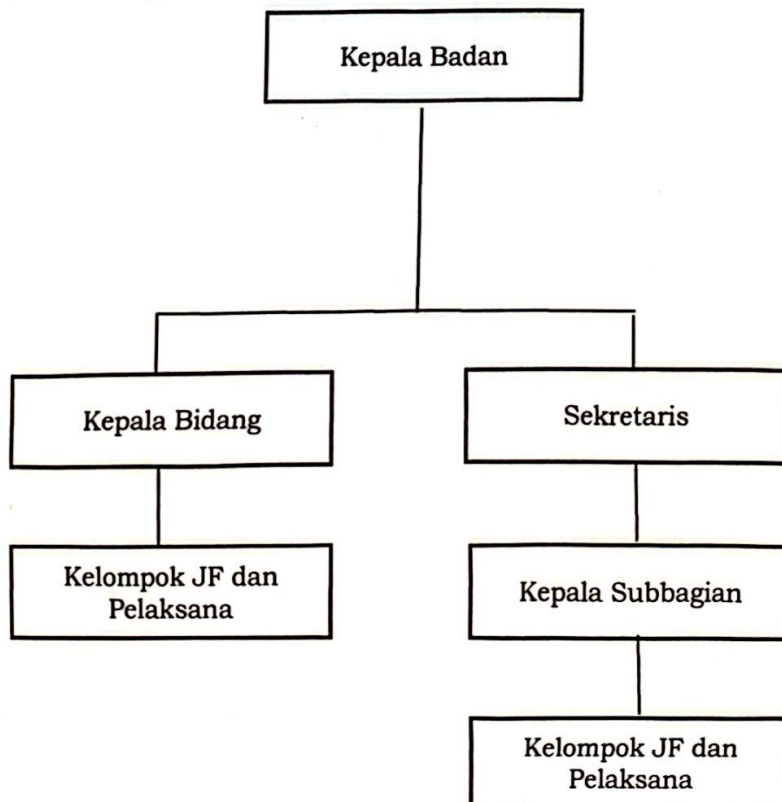 Kepala Badan
Kepala Bidang
Sekretaris
Kelompok JF dan
Pelaksana
Kepala Subbagian
Kelompok JF dan
Pelaksana